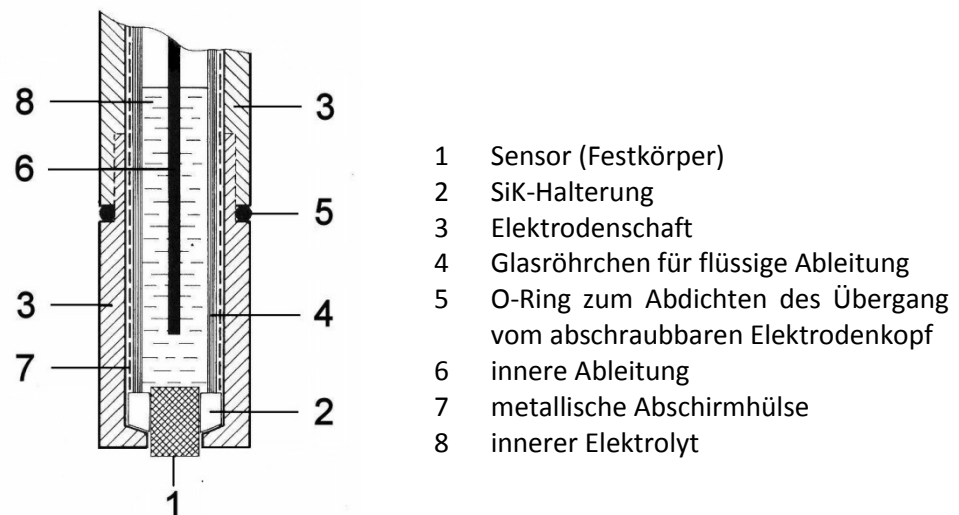 8
3
6
5
3
4
7
2
1
1 Sensor (Festkörper)
2 SiK-Halterung
3 Elektrodenschaft
4 Glasröhrchen für flüssige Ableitung
5 O-Ring zum Abdichten des Übergang
vom abschraubbaren Elektrodenkopf
6 innere Ableitung
7 metallische Abschirmhülse
8 innerer Elektrolyt